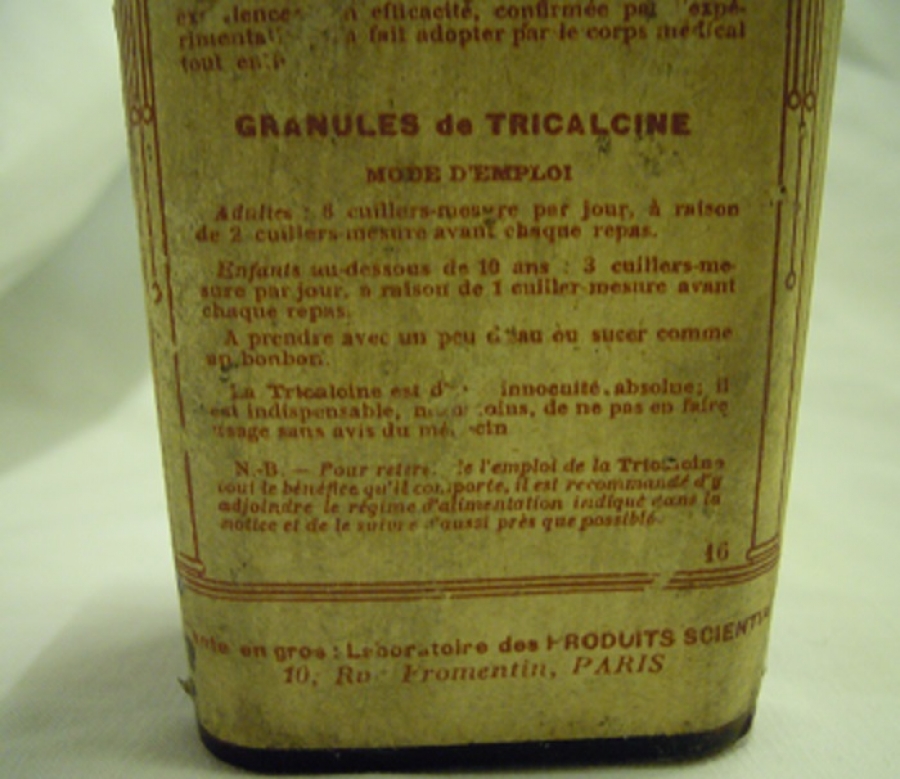 efficacité, confirmée par l'expé-
a fait adopter par le corps médical
tout
GRANULES de TRICALCINE
MODE D'EMPLOI
Adultes : 6 cuillers-mesure par jour, à raison
de 2 cuillers-mesure avant chaque repas.
Enfants au-dessous de 10 ans : 3 cuillers-me-
sure par jour, à raison de 1 cuiller-mesure avant
chaque repas.
A prendre avec un peu d'eau ou sucer comme
un bonbon.
La Tricalcine est innocuité absolue; il
est indispensable, de ne pas en faire
usage sans avis du
N.-B. — Pour l'emploi de la Tricalcine
tout le bénéfice qu'il comporte, il est recommandé d'y
adjoindre le régime d'alimentation indiqué dans la
notice et de le suivre aussi près que possible.
16
en gros : Laboratoire des PRODUITS
10, Rue Fromentin, PARIS